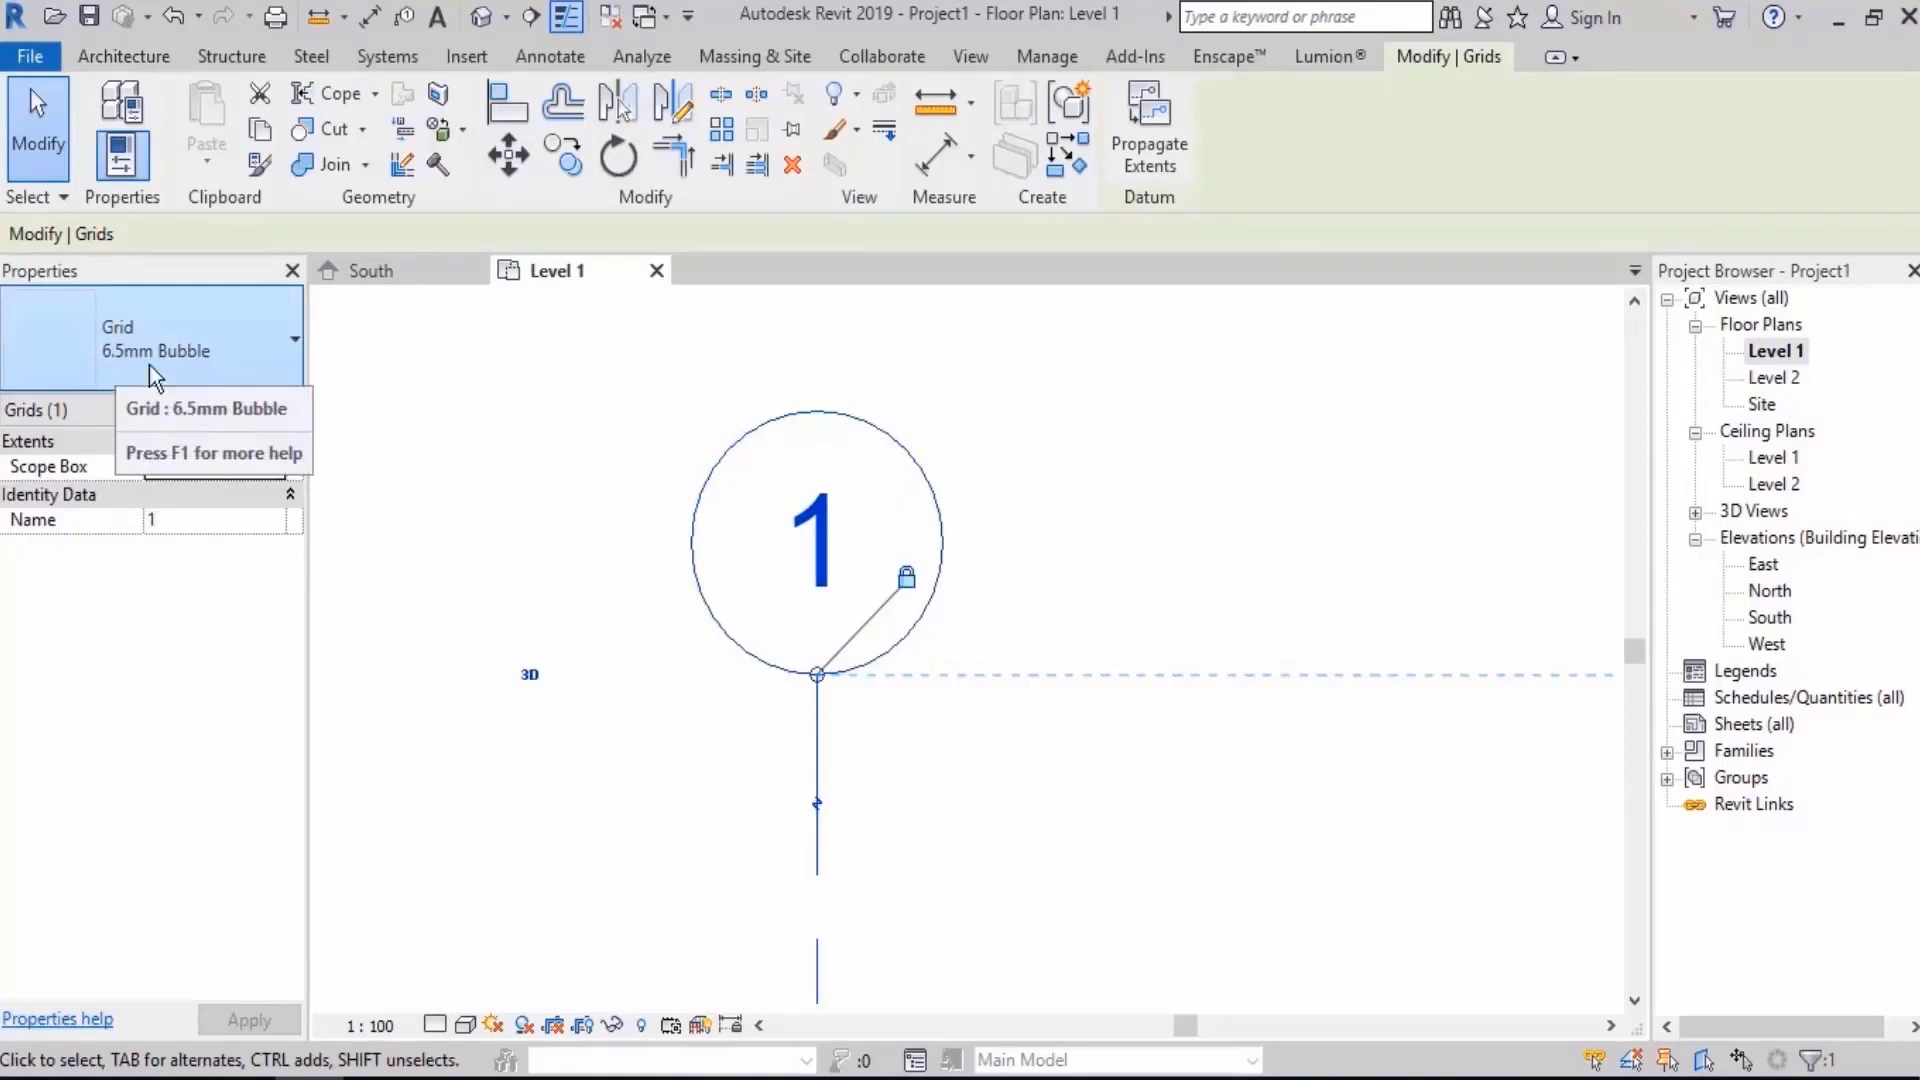 Autodesk Revit 2019 - Project1 - Floor Plan: Level 1
Type a keyword or phrase
Sign In
File Architecture Structure Steel Systems Insert Annotate Analyze Massing & Site Collaborate View Manage Add-Ins Enscape™ Lumion® Modify | Grids
Modify
Paste
Cope
Cut
Join
Propagate
Extents
Select Properties Clipboard Geometry Modify View Measure Create Datum
Modify | Grids
Properties
Grid
6.5mm Bubble
Grid : 6.5mm Bubble
Press F1 for more help
Grids (1)
Extents
Scope Box
Identity Data
Name 1
Properties help
Apply
South
Level 1
1
3D
1 : 100
Project Browser - Project1
Views (all)
Floor Plans
Level 1
Level 2
Site
Ceiling Plans
Level 1
Level 2
3D Views
Elevations (Building Elevati
East
North
South
West
Legends
Schedules/Quantities (all)
Sheets (all)
Families
Groups
Revit Links
Click to select, TAB for alternates, CTRL adds, SHIFT unselects.
:0
Main Model
:1